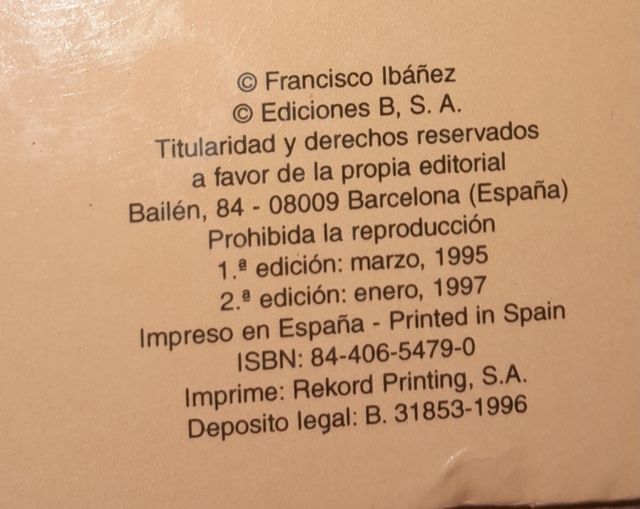 © Francisco Ibáñez
© Ediciones B, S. A.
Titularidad y derechos reservados
a favor de la propia editorial
Bailén, 84 - 08009 Barcelona (España)
Prohibida la reproducción
1.ª edición: marzo, 1995
2.ª edición: enero, 1997
Impreso en España - Printed in Spain
ISBN: 84-406-5479-0
Imprime: Rekord Printing, S.A.
Deposito legal: B. 31853-1996